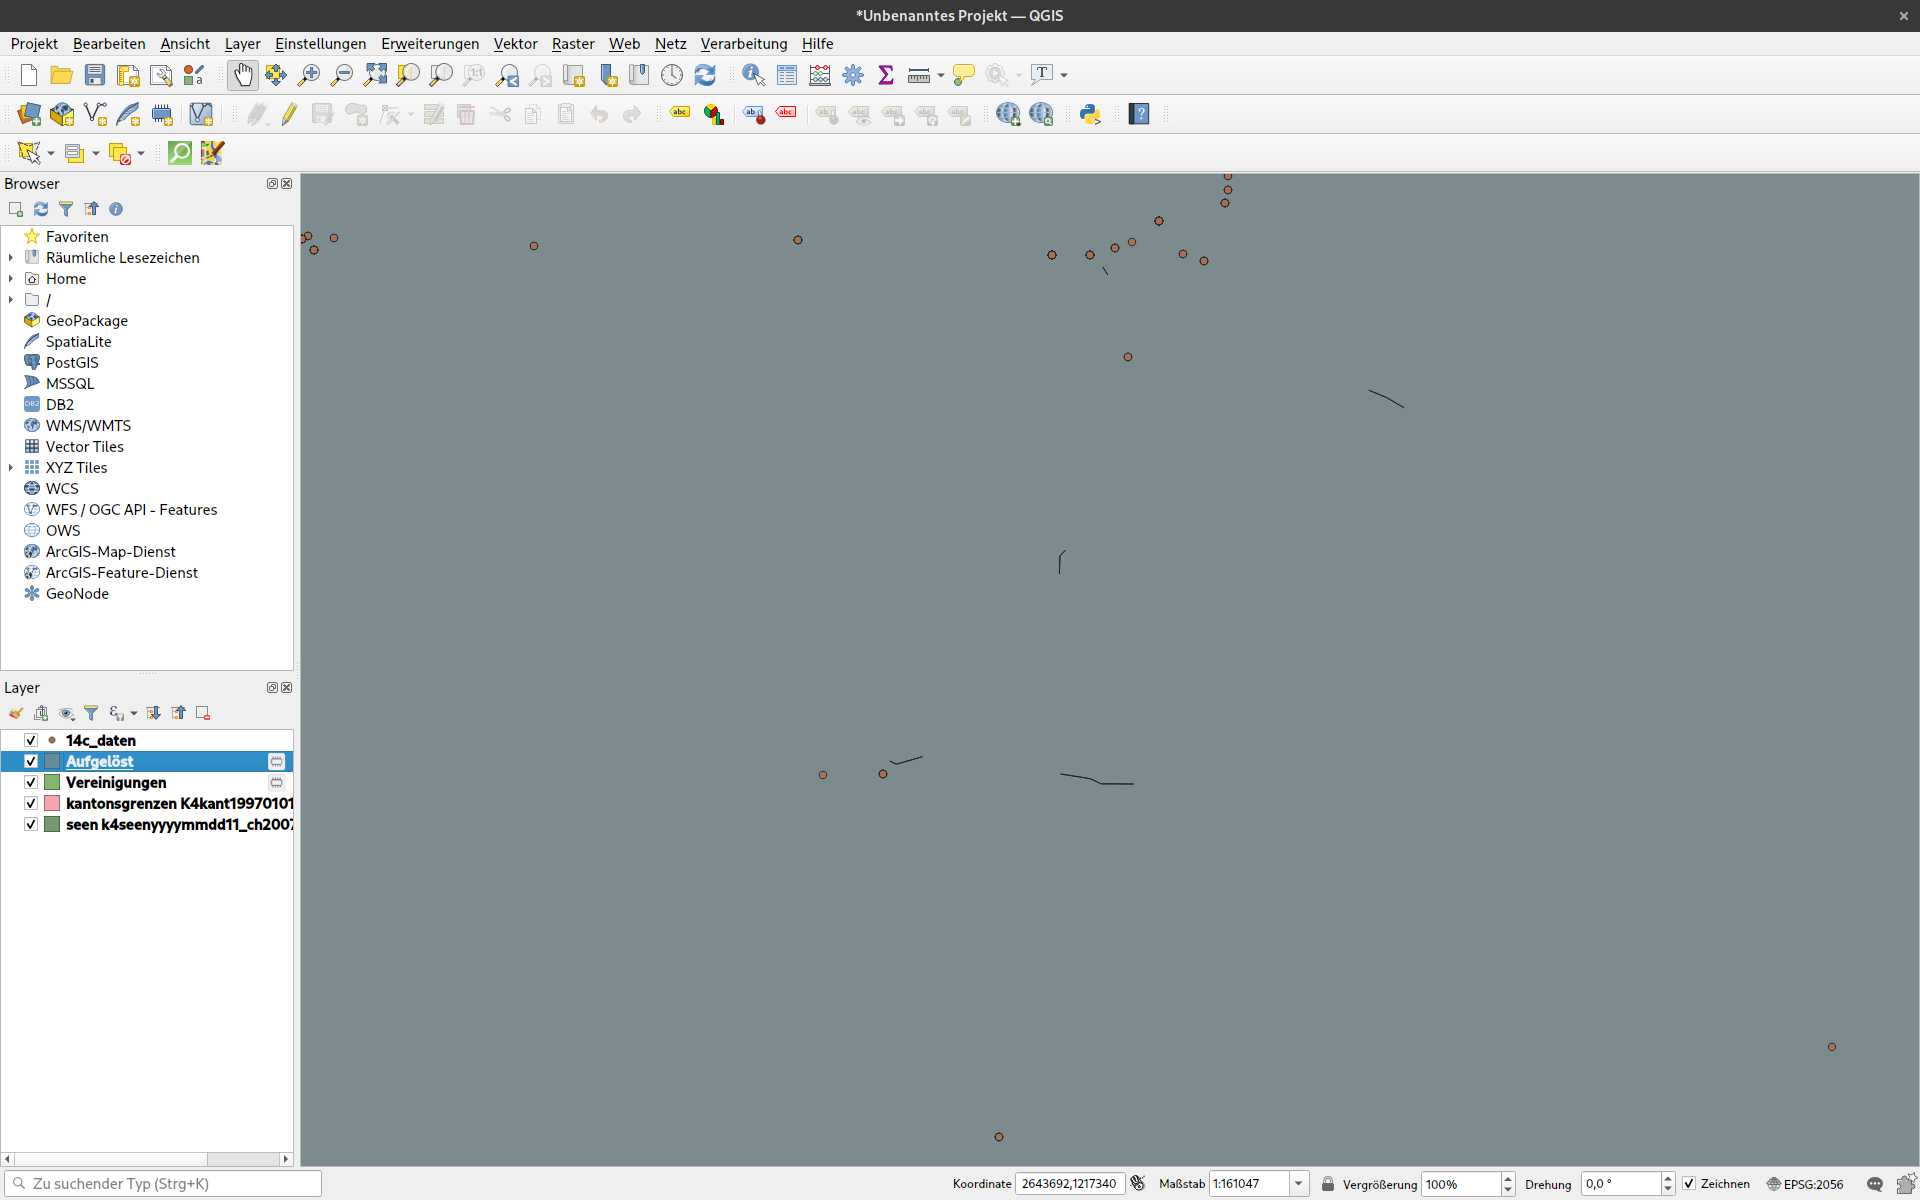 *Unbenanntes Projekt — QGIS
Projekt Bearbeiten Ansicht Layer Einstellungen Erweiterungen Vektor Raster Web Netz Verarbeitung Hilfe
Browser
Favoriten
Räumliche Lesezeichen
Home
/
GeoPackage
SpatiaLite
PostGIS
MSSQL
DB2
WMS/WMTS
Vector Tiles
XYZ Tiles
WCS
WFS / OGC API - Features
OWS
ArcGIS-Map-Dienst
ArcGIS-Feature-Dienst
GeoNode
Layer
14c_daten
Aufgelöst
Vereinigungen
kantonsgrenzen K4kant19970101
seen k4seenyyyymmdd11_ch2007
Zu suchender Typ (Strg+K)
Koordinate 2643692,1217340 Maßstab 1:161047 Vergrößerung 100% Drehung 0,0 ° Zeichnen EPSG:2056